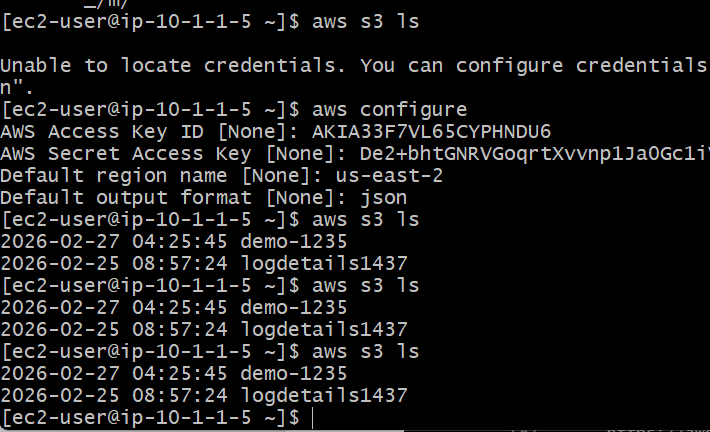 [ec2-user@ip-10-1-1-5 ~]$ aws s3 ls
Unable to locate credentials. You can configure credentials
n".
[ec2-user@ip-10-1-1-5 ~]$ aws configure
AWS Access Key ID [None]: AKIA33F7VL65CYPHNDU6
AWS Secret Access Key [None]:
Default region name [None]: us-east-2
Default output format [None]: json
[ec2-user@ip-10-1-1-5 ~]$ aws s3 ls
2026-02-27 04:25:45 demo-1235
2026-02-25 08:57:24 logdetails1437
[ec2-user@ip-10-1-1-5 ~]$ aws s3 ls
2026-02-27 04:25:45 demo-1235
2026-02-25 08:57:24 logdetails1437
[ec2-user@ip-10-1-1-5 ~]$ aws s3 ls
2026-02-27 04:25:45 demo-1235
2026-02-25 08:57:24 logdetails1437
[ec2-user@ip-10-1-1-5 ~]$